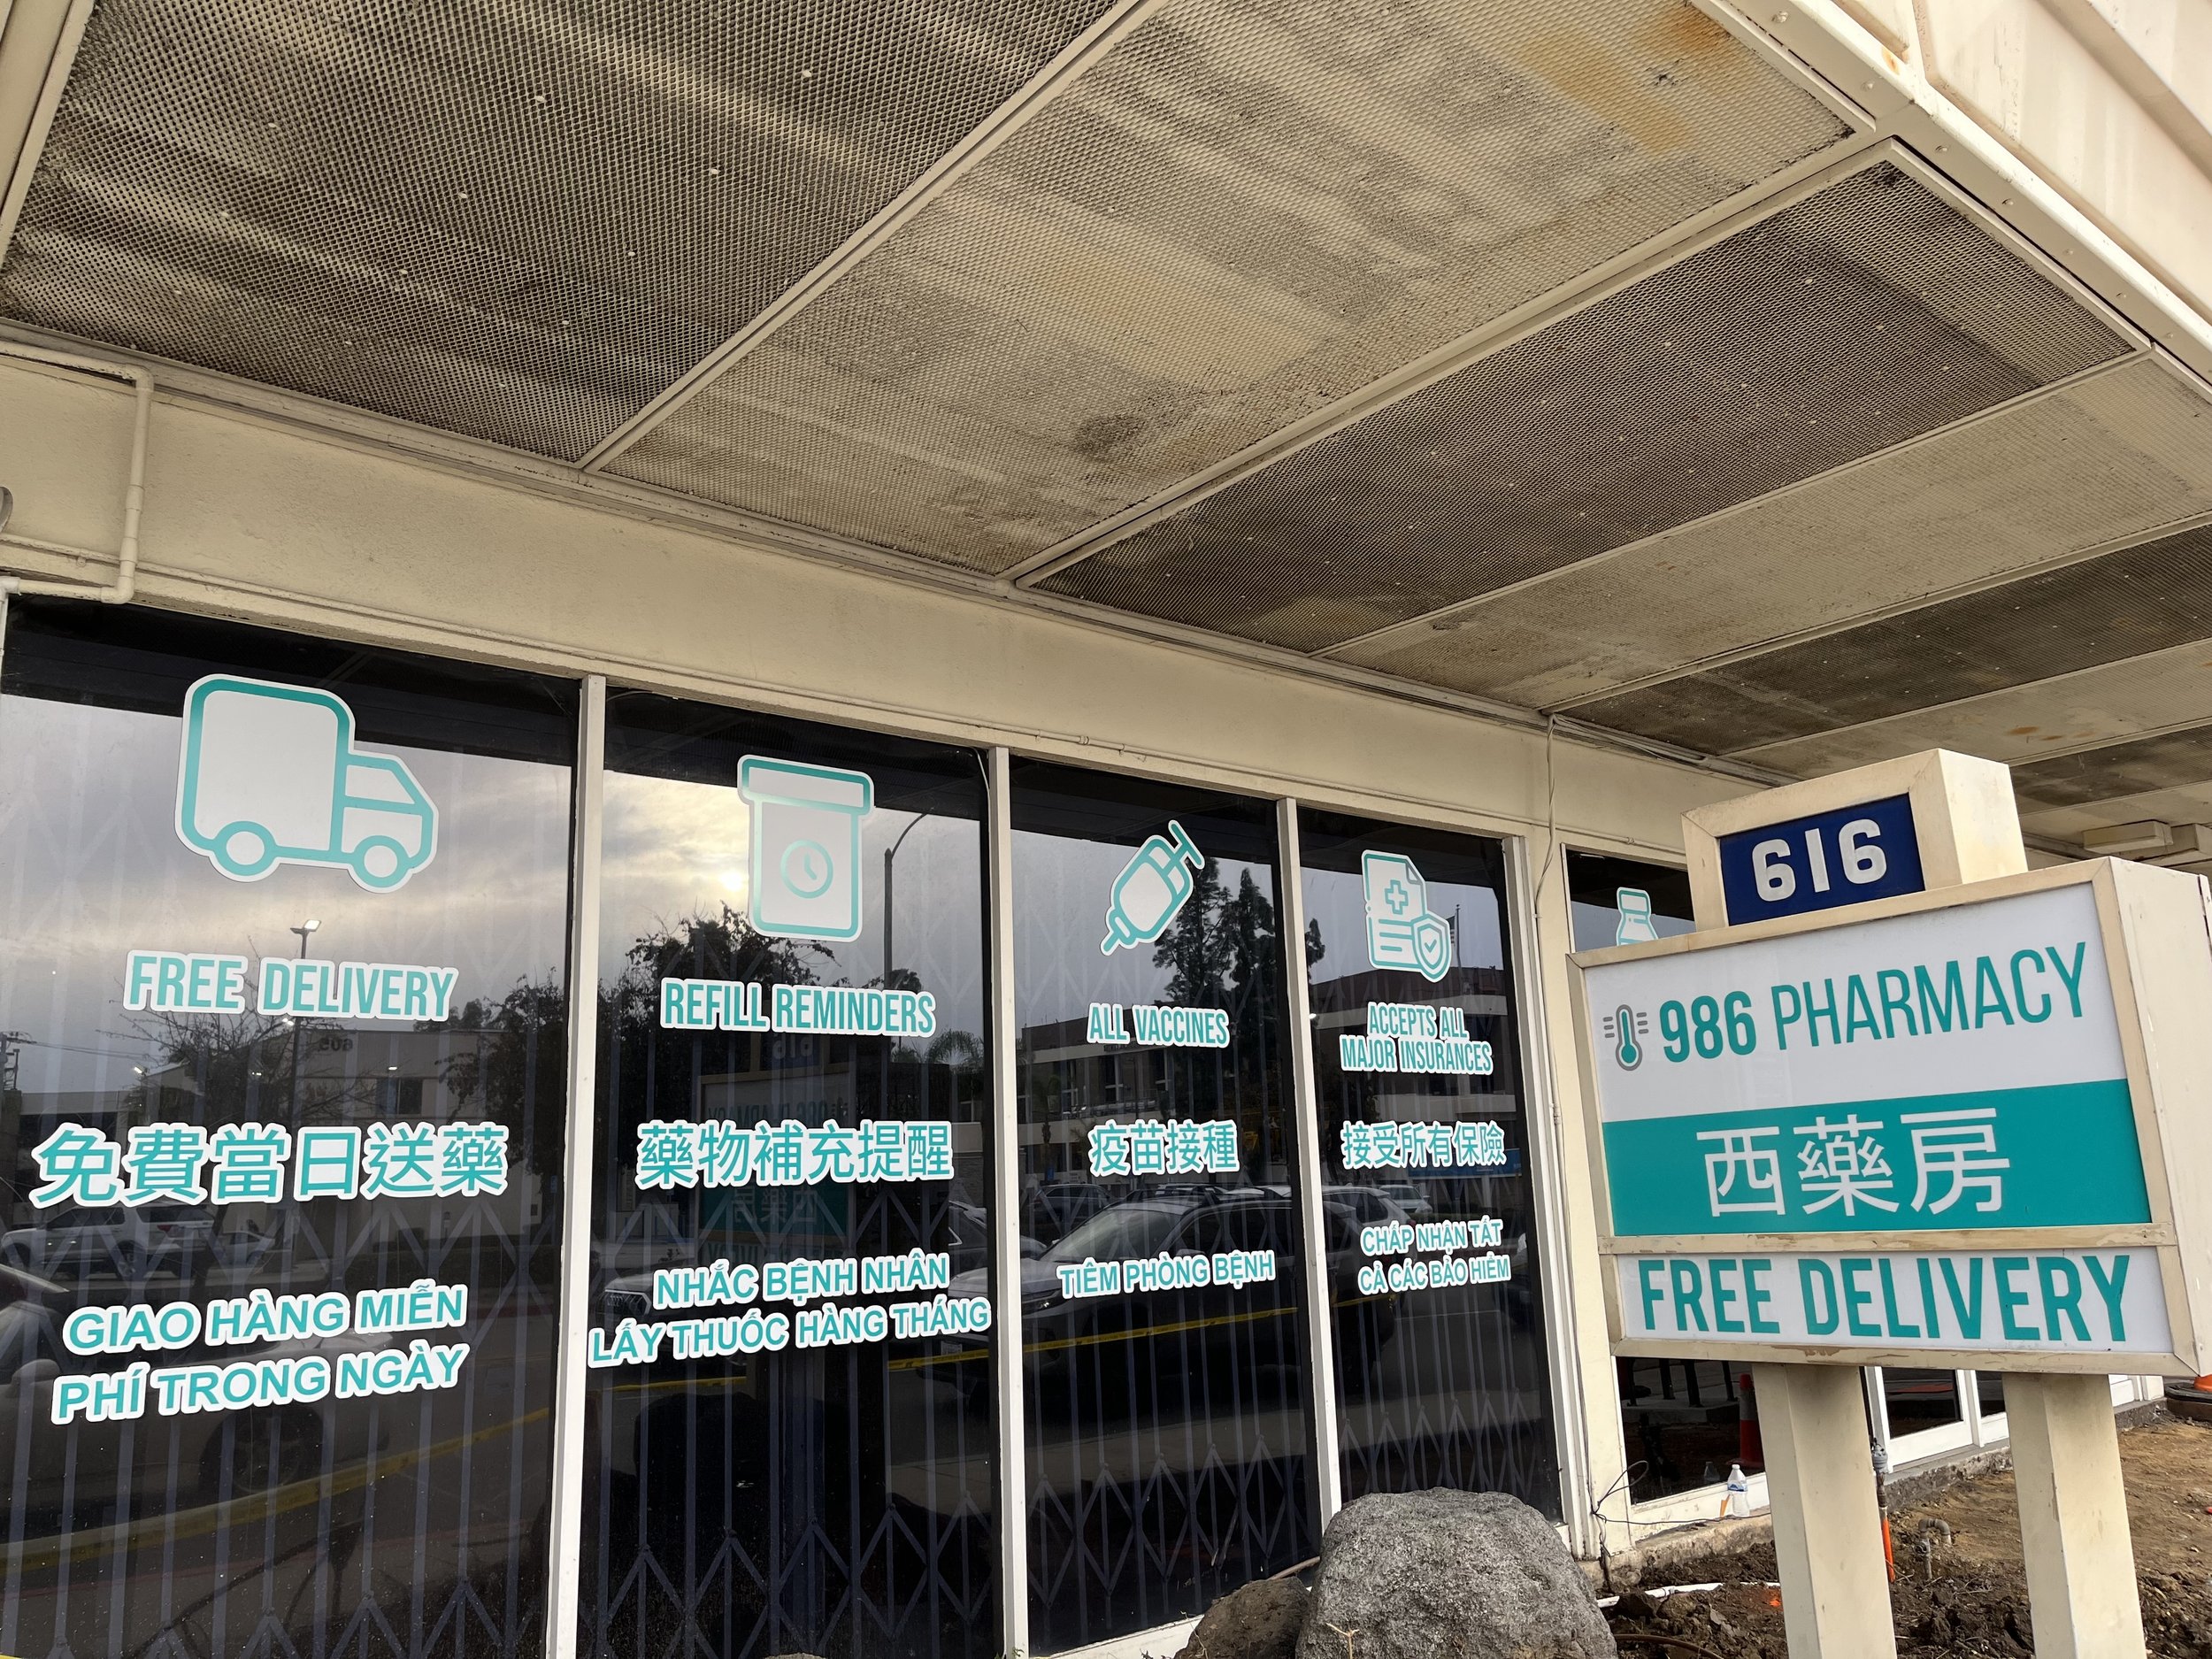 FREE DELIVERY
免費當日送藥
GIAO HÀNG MIỄN
PHÍ TRONG NGÀY
REFILL REMINDERS
藥物補充提醒
NHẮC BỆNH NHÂN
LẤY THUỐC HÀNG THÁNG
ALL VACCINES
疫苗接種
TIÊM PHÒNG BỆNH
ACCEPTS ALL
MAJOR INSURANCES
接受所有保險
CHẤP NHẬN TẤT
CẢ CÁC BẢO HIỂM
616
986 PHARMACY
西藥房
FREE DELIVERY